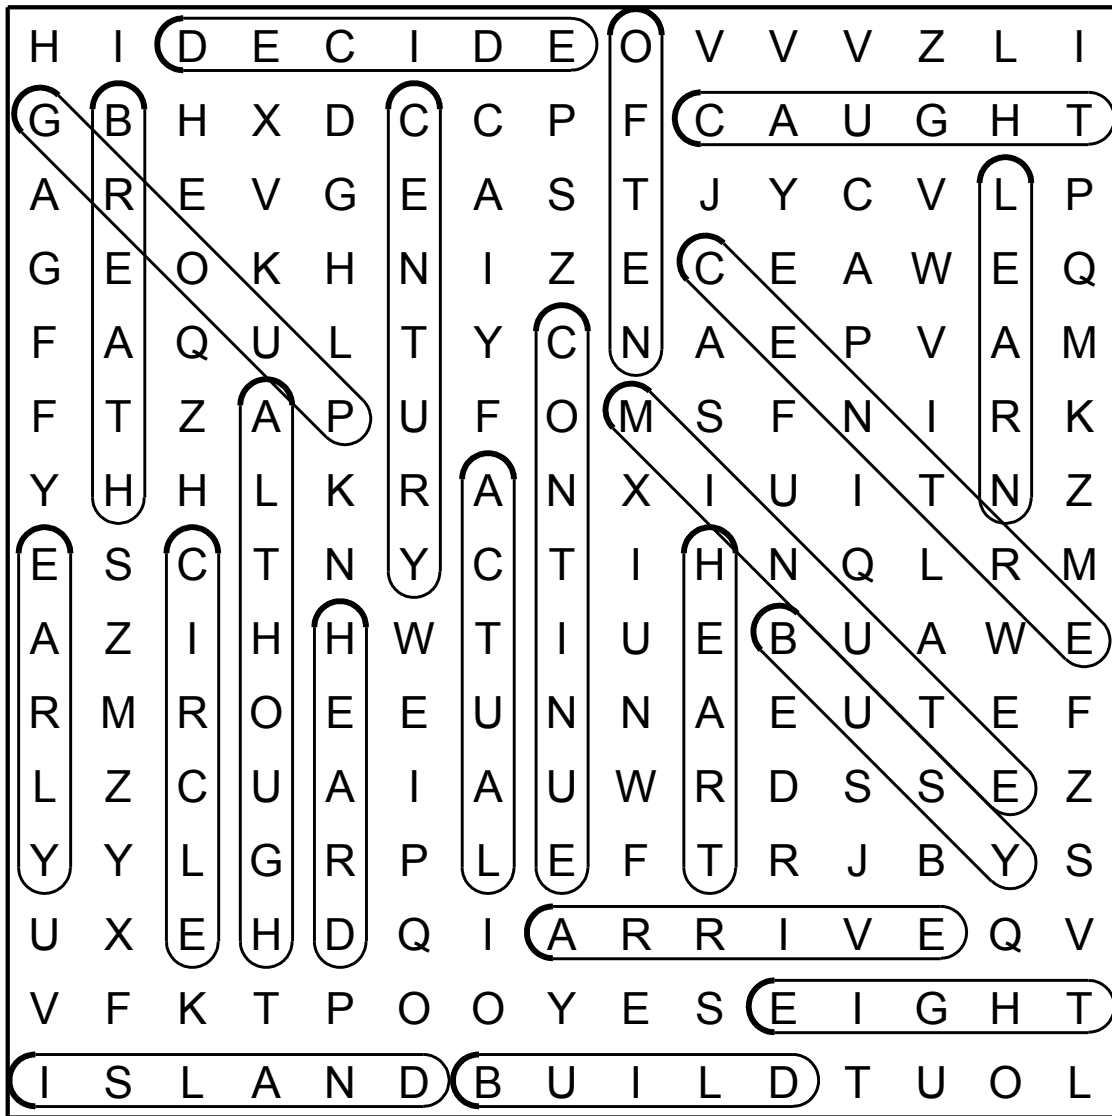 H I D E C I D E O V V V Z L I
G B H X D C C P F C A U G H T
A R E V G E A S T J Y C V L P
G E O K H N I Z E C E A W E Q
F A Q U L T Y C N A E P V A M
F T Z A P U F O M S F N I R K
Y H H L K R A N X I U I T N Z
E S C T N Y C T I H N Q L R M
A Z I H H W T I U E B U A W E
R M R O E E U N N A E U T E F
L Z C U A I A U W R D S S E Z
Y Y L G R P L E F T R J B Y S
U X E H D Q I A R R I V E Q V
V F K T P O O Y E S E I G H T
I S L A N D B U I L D T U O L